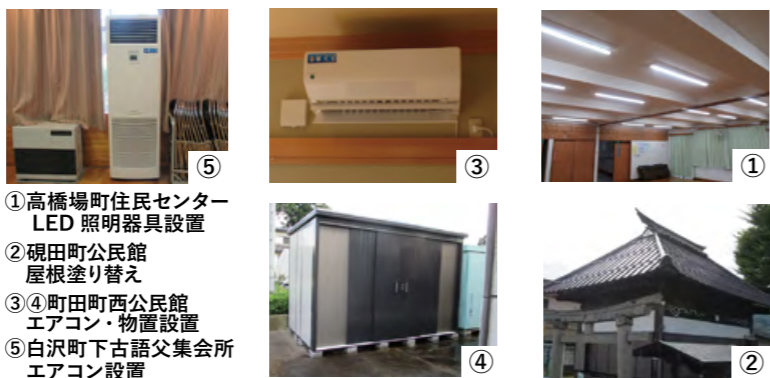 ⑤
③
①
①高橋場町住民センター
LED 照明器具設置
②硯田町公民館
屋根塗り替え
③④町田町西公民館
エアコン・物置設置
⑤白沢町下古語父集会所
エアコン設置
④
②